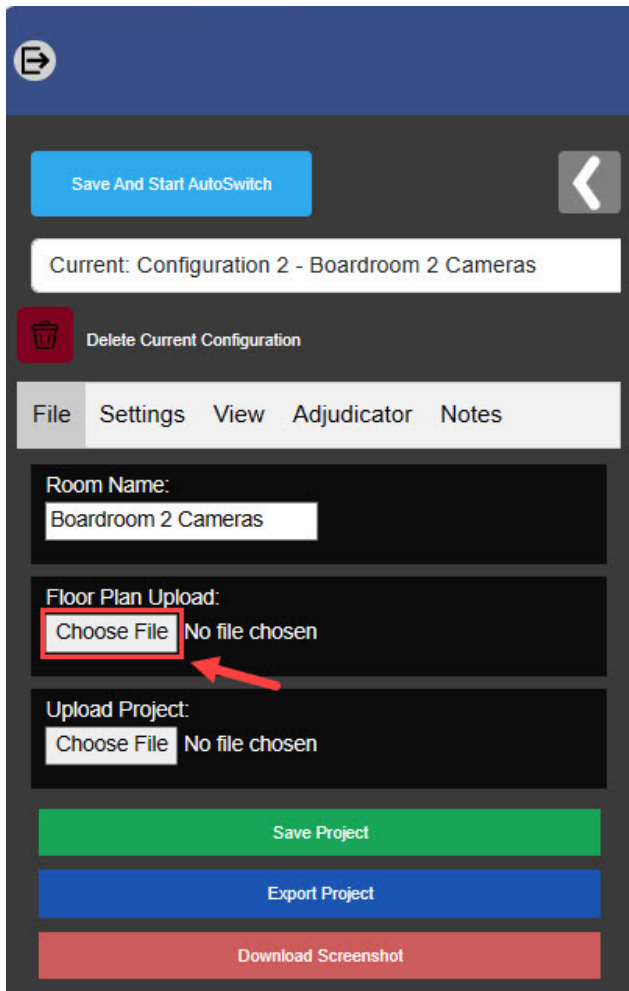 Save And Start AutoSwitch
Current: Configuration 2 - Boardroom 2 Cameras
Delete Current Configuration
File Settings View Adjudicator Notes
Room Name:
Boardroom 2 Cameras
Floor Plan Upload:
Choose File No file chosen
Upload Project:
Choose File No file chosen
Save Project
Export Project
Download Screenshot